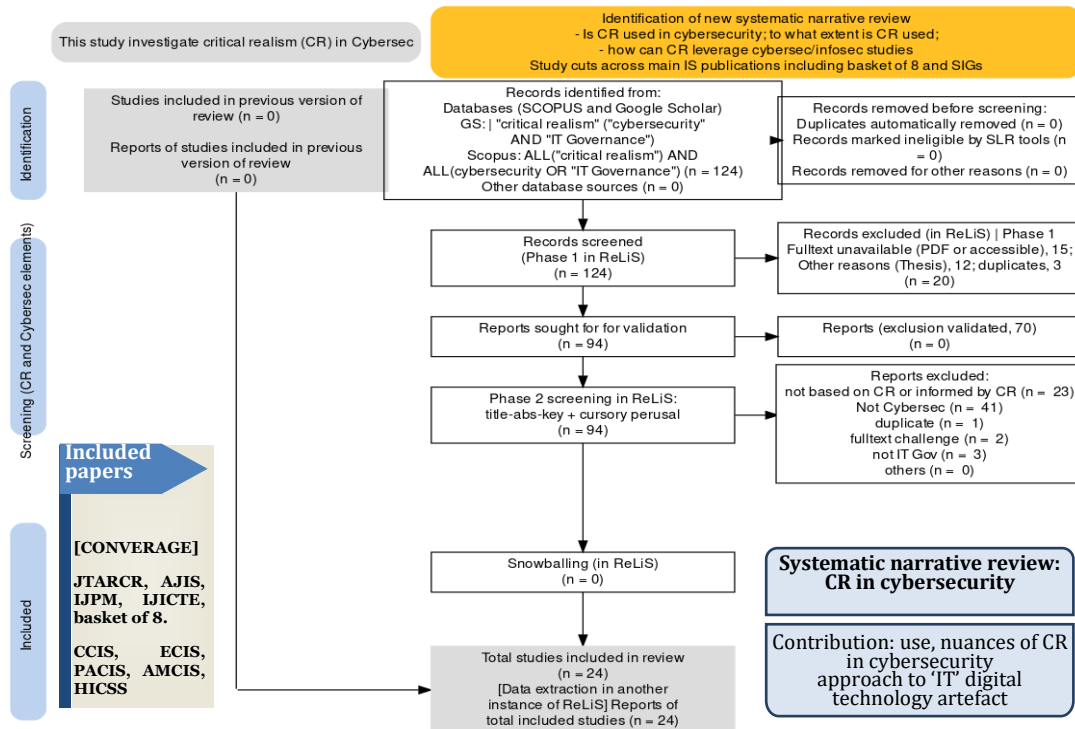 This study investigate critical realism (CR) in Cybersec
Identification of new systematic narrative review
- Is CR used in cybersecurity; to what extent is CR used;
- how can CR leverage cybersec/infosec studies
Study cuts across main IS publications including basket of 8 and SIGs
Identification
Studies included in previous version of
review (n = 0)
Reports of studies included in previous
version of review
(n = 0)
Records identified from:
Databases (SCOPUS and Google Scholar)
GS: | "critical realism" ("cybersecurity"
AND "IT Governance")
Scopus: ALL("critical realism") AND
ALL(cybersecurity OR "IT Governance") (n = 124)
Other database sources (n = 0)
Records removed before screening:
Duplicates automatically removed (n = 0)
Records marked ineligible by SLR tools (n
= 0)
Records removed for other reasons (n = 0)
Screening (CR and Cybersec elements)
Records screened
(Phase 1 in ReLiS)
(n = 124)
Records excluded (in ReLiS) | Phase 1
Fulltext unavailable (PDF or accessible), 15;
Other reasons (Thesis), 12; duplicates, 3
(n = 20)
Reports sought for for validation
(n = 94)
Reports (exclusion validated, 70)
(n = 0)
Phase 2 screening in ReLiS:
title-abs-key + cursory perusal
(n = 94)
Reports excluded:
not based on CR or informed by CR (n = 23)
Not Cybersec (n = 41)
duplicate (n = 1)
fulltext challenge (n = 2)
not IT Gov (n = 3)
others (n = 0)
Included
papers
[CONVERAGE]
JTARCR, AJIS,
IJPM, IJICTE,
basket of 8.
CCIS, ECIS,
PACIS, AMCIS,
HICSS
Included
Snowballing (in ReLiS)
(n = 0)
Total studies included in review
(n = 24)
[Data extraction in another
instance of ReLiS] Reports of
total included studies (n = 24)
Systematic narrative review:
CR in cybersecurity
Contribution: use, nuances of CR
in cybersecurity
approach to 'IT' digital
technology artefact